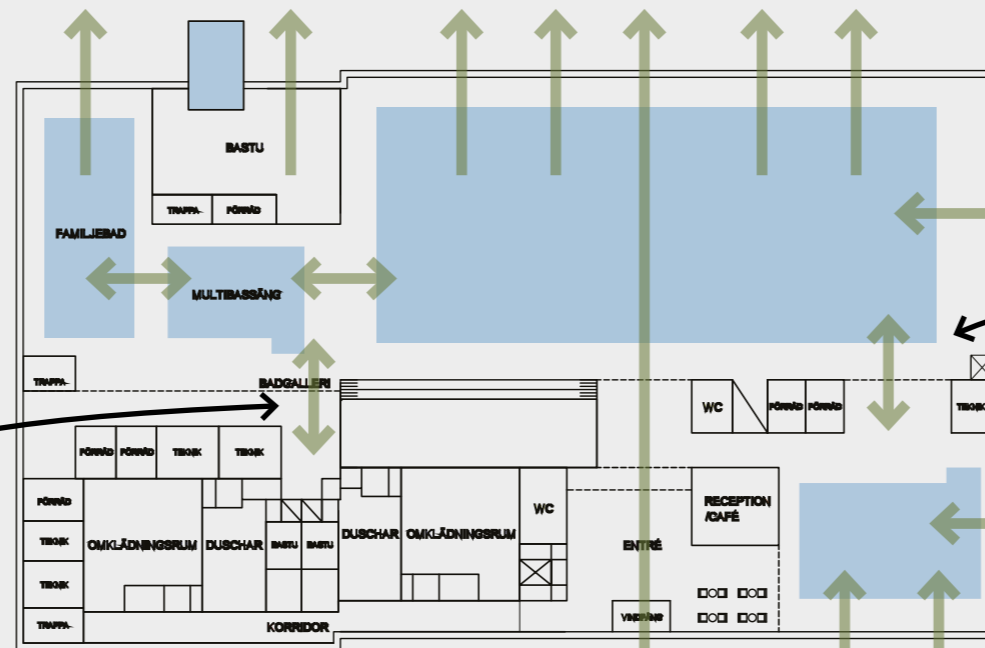 BASTU
TRAPPA
FÖRRÅD
FAMILJEBAD
MULTIBASSÄNG
TRAPPA
BADGALLERI
WC
FÖRRÅD
FÖRRÅD
TEKNIK
FÖRRÅD
FÖRRÅD
TEKNIK
TEKNIK
FÖRRÅD
TEKNIK
TEKNIK
TRAPPA
OMKLÄDNINGSRUM
DUSCHAR
BASTU
BASTU
DUSCHAR
OMKLÄDNINGSRUM
WC
ENTRÉ
RECEPTION
/CAFÉ
VINDFÅNG
KORRIDOR